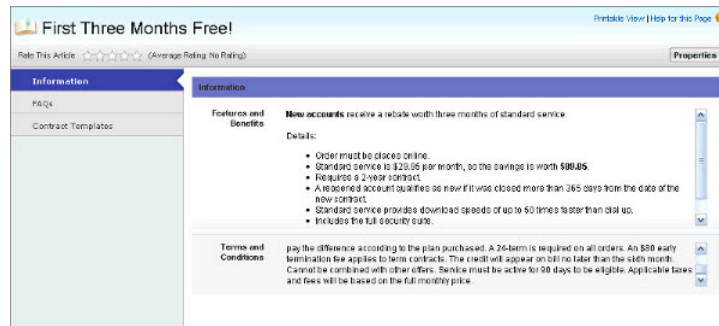 First Three Months Free!
Printable View | Help for this Page
Rate This Article (Average Rating: No Rating)
Properties
Information
FAQs
Contract Templates
Information
Features and
Benefits
New accounts receive a rebate worth three months of standard service.
Details:
• Order must be places online.
• Standard service is per month, so the savings is worth
• Requires a 2-year contract.
• A reopened account qualifies as new if it was closed more than 365 days from the date of the
new contract.
• Standard service provides download speeds of up to 50 times faster than dial up.
• Includes the full security suite.
Terms and
Conditions
pay the difference according to the plan purchased. A 24-term is required on all orders. An $80 early
termination fee applies to term contracts. The credit will appear on bill no later than the sixth month.
Cannot be combined with other offers. Service must be active for 90 days to be eligible. Applicable taxes
and fees will be based on the full monthly price.